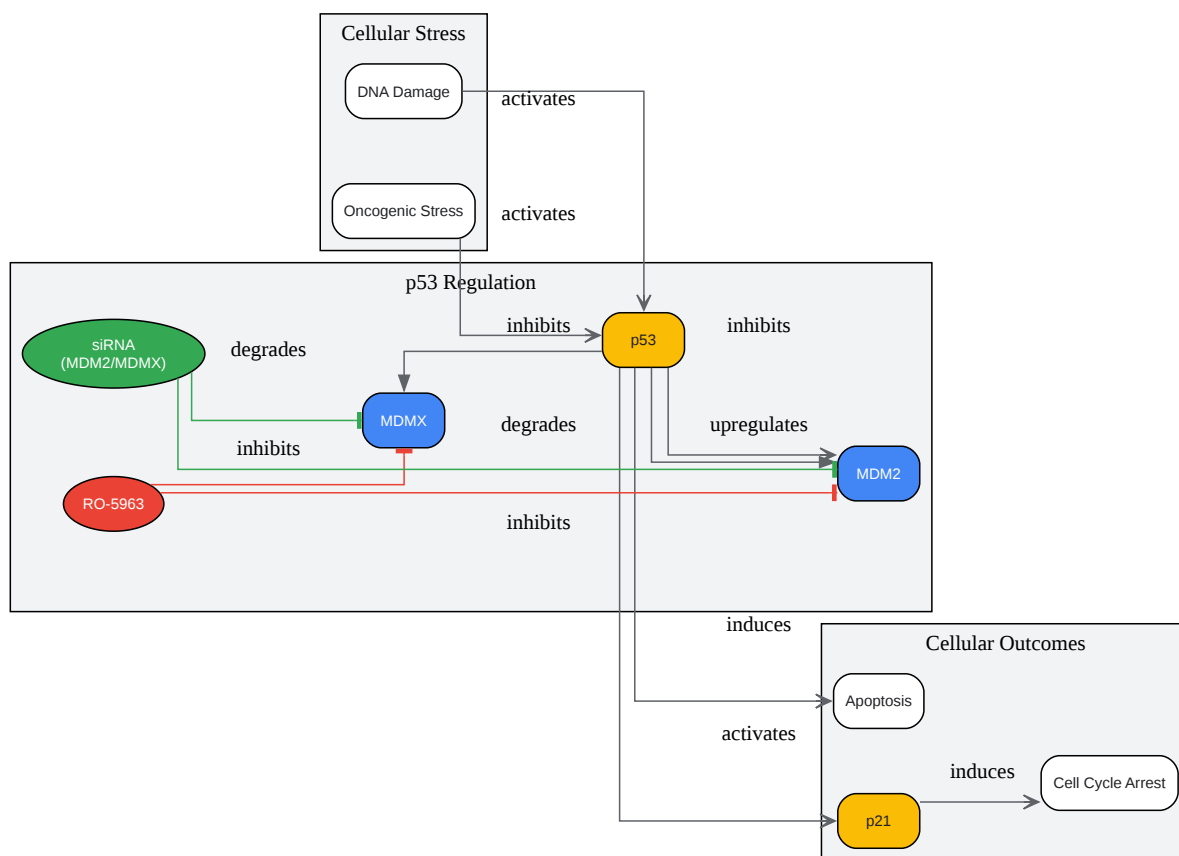 Cellular Stress
DNA Damage
activates
Oncogenic Stress
activates
p53 Regulation
inhibits
p53
inhibits
siRNA
(MDM2/MDMX)
degrades
MDMX
degrades
upregulates
inhibits
MDM2
RO-5963
inhibits
induces
Cellular Outcomes
Apoptosis
activates
induces
Cell Cycle Arrest
p21